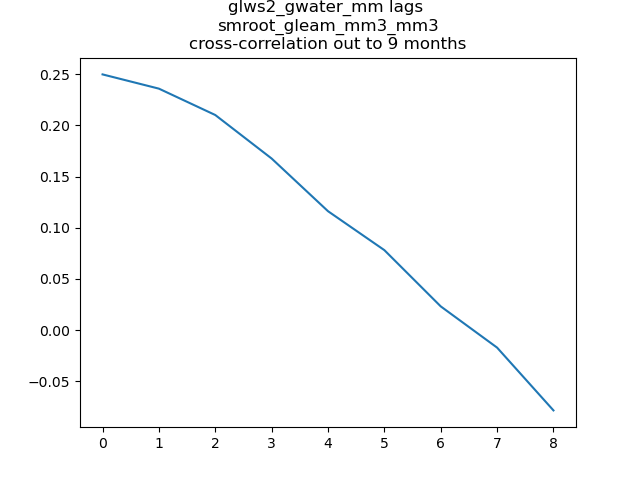 glws2_gwater_mm lags
smroot_gleam_mm3_mm3
cross-correlation out to 9 months
0.25
0.20
0.15
0.10
0.05
0.00
−0.05
0 1 2 3 4 5 6 7 8